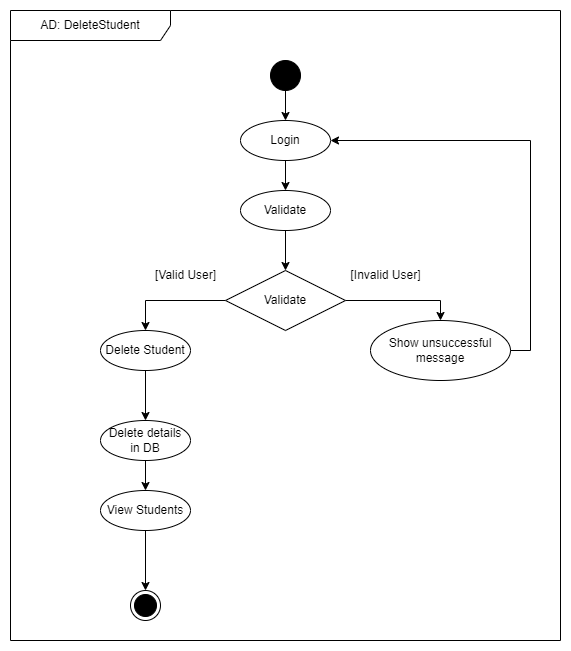 AD: DeleteStudent
Login
Validate
[Valid User]
[Invalid User]
Validate
Delete Student
Show unsuccessful
message
Delete details
in DB
View Students